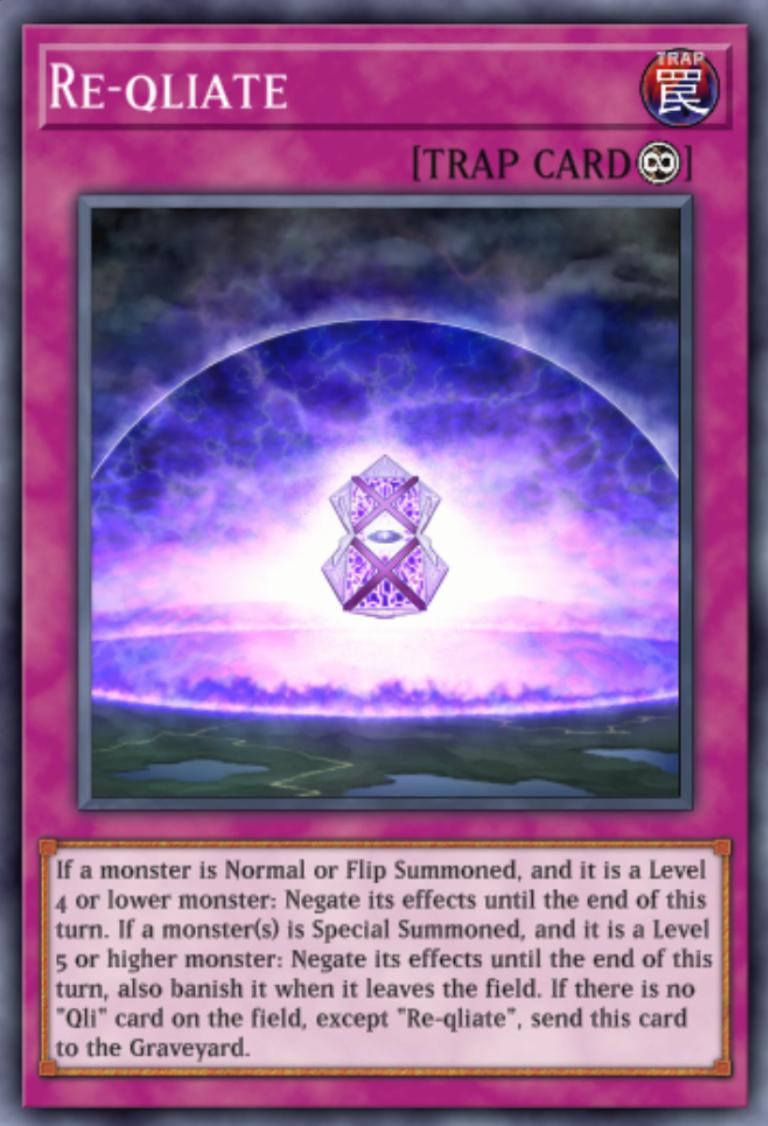 Re-qliate
TRAP
罠
[TRAP CARD∞]
If a monster is Normal or Flip Summoned, and it is a Level
4 or lower monster: Negate its effects until the end of this
turn. If a monster(s) is Special Summoned, and it is a Level
5 or higher monster: Negate its effects until the end of this
turn, also banish it when it leaves the field. If there is no
"Qli" card on the field, except "Re-qliate", send this card
to the Graveyard.